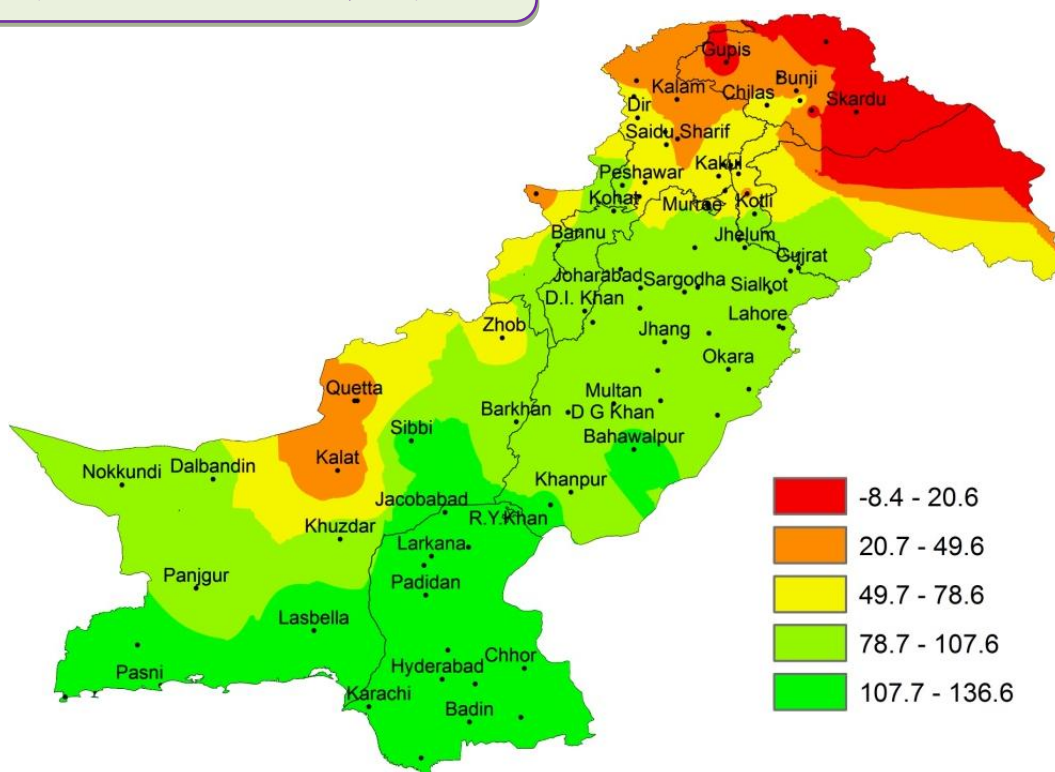 Gupis
Bunji
Kalam
Chilas
Skardu
Dir
Saidu Sharif
Kakul
Peshawar
Kohat
Murree
Kotli
Bannu
Jhelum
Gujrat
Joharabad
Sargodha
Sialkot
D.I. Khan
Lahore
Zhob
Jhang
Okara
Quetta
Multan
Barkhan
D G Khan
Sibbi
Bahawalpur
Kalat
Nokkundi
Dalbandin
Khanpur
Jacobabad
R.Y.Khan
Khuzdar
Larkana
Panjgur
Padidan
Lasbella
Pasni
Hyderabad
Chhor
Karachi
Badin
-8.4 - 20.6
20.7 - 49.6
49.7 - 78.6
78.7 - 107.6
107.7 - 136.6